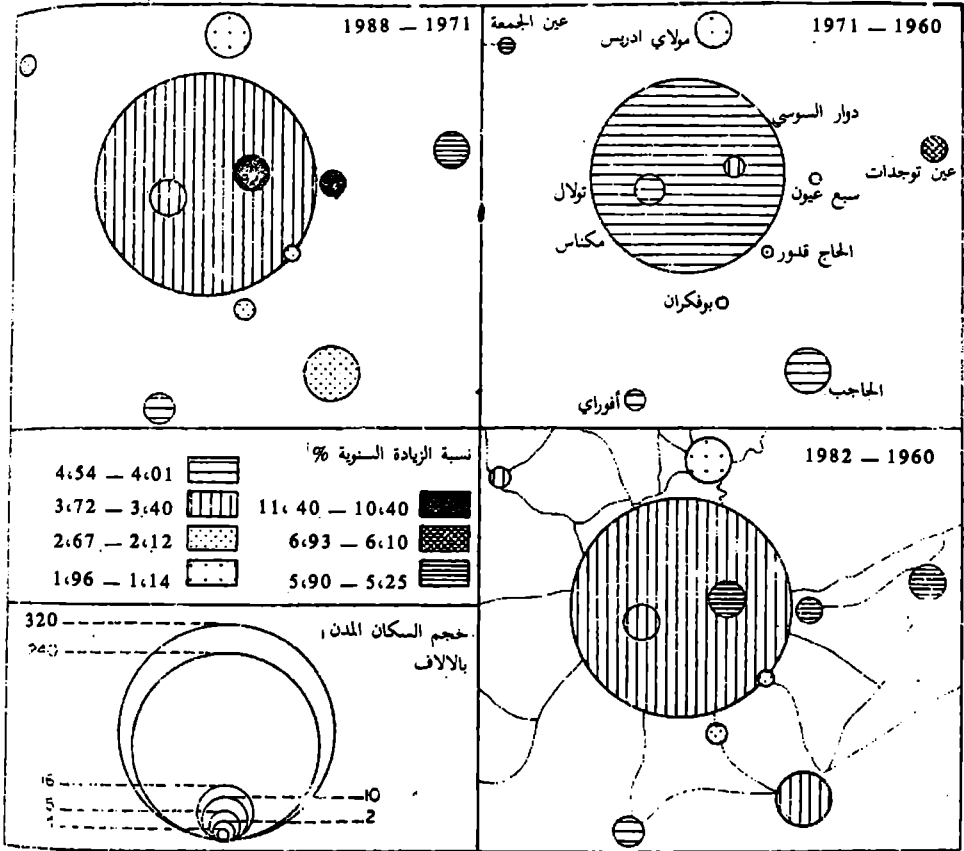 1971 — 1960
عين الجمعة
مولاي ادريس
دوار السوسي
عين توجدات
سبع عيون
تولال
مكناس
الحاج قدور
بوفكران
الحاجب
أفوراي
1988 — 1971
1982 — 1960
نسبة الزيادة السنوية %
11،40 — 10،40
6،93 — 6،10
5،90 — 5،25
4،54 — 4،01
3،72 — 3،40
2،67 — 2،12
1،96 — 1،14
خجم السكان المدن
بالالاف
320
240
16
10
5
2